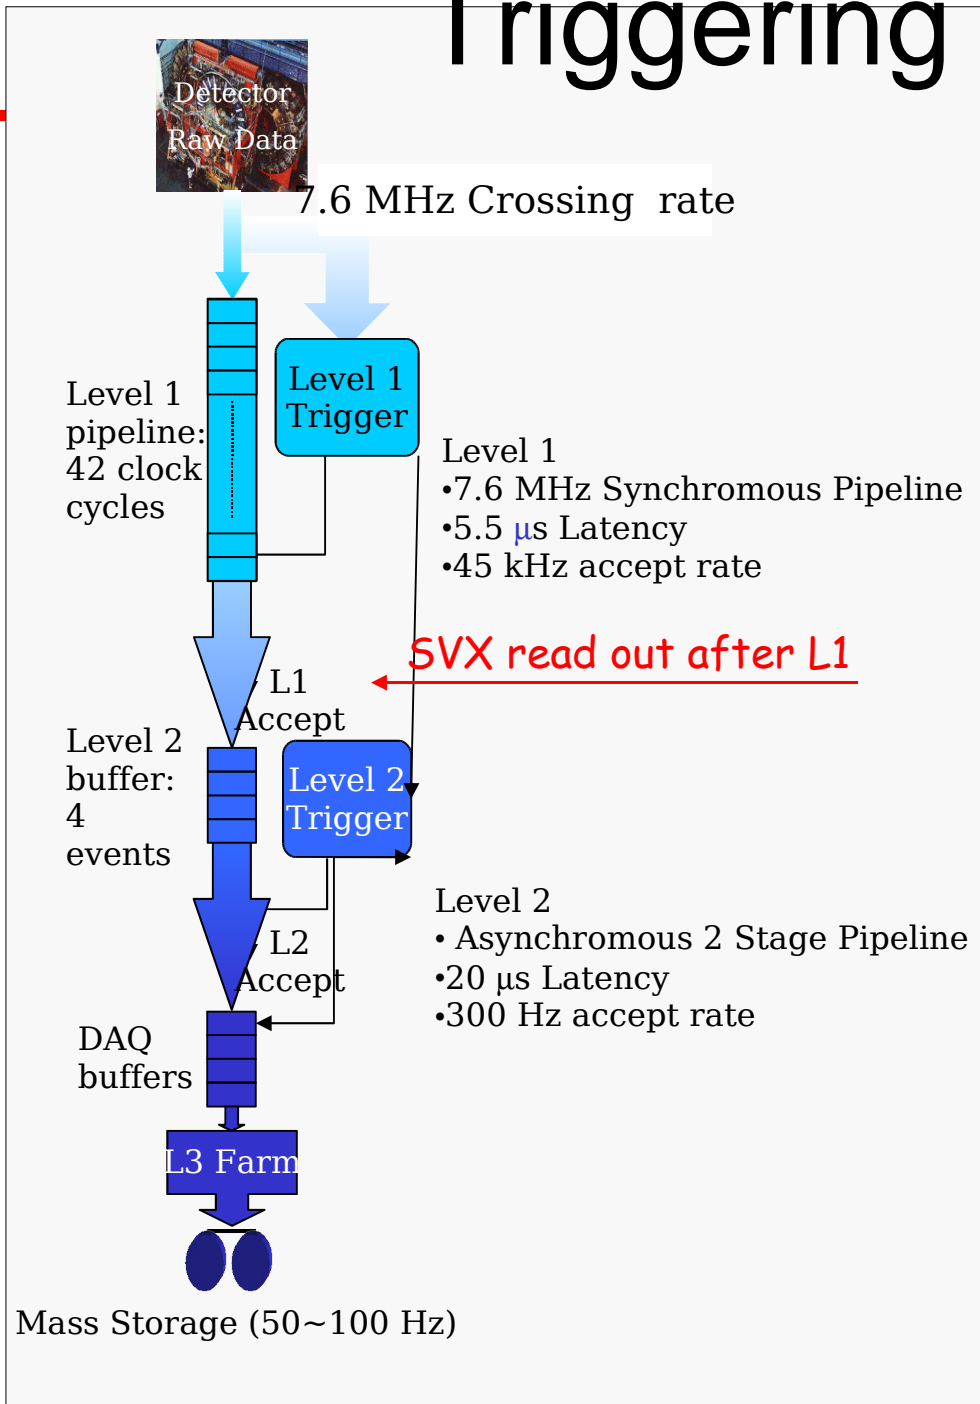 Triggering
Detector
Raw Data
7.6 MHz Crossing rate
Level 1
Trigger
Level 1
pipeline:
42 clock
cycles
Level 1
•7.6 MHz Synchromous Pipeline
•5.5 μs Latency
•45 kHz accept rate
SVX read out after L1
L1
Accept
Level 2
buffer:
4
events
Level 2
Trigger
Level 2
• Asynchromous 2 Stage Pipeline
•20 μs Latency
•300 Hz accept rate
L2
Accept
DAQ
buffers
L3 Farm
Mass Storage (50~100 Hz)